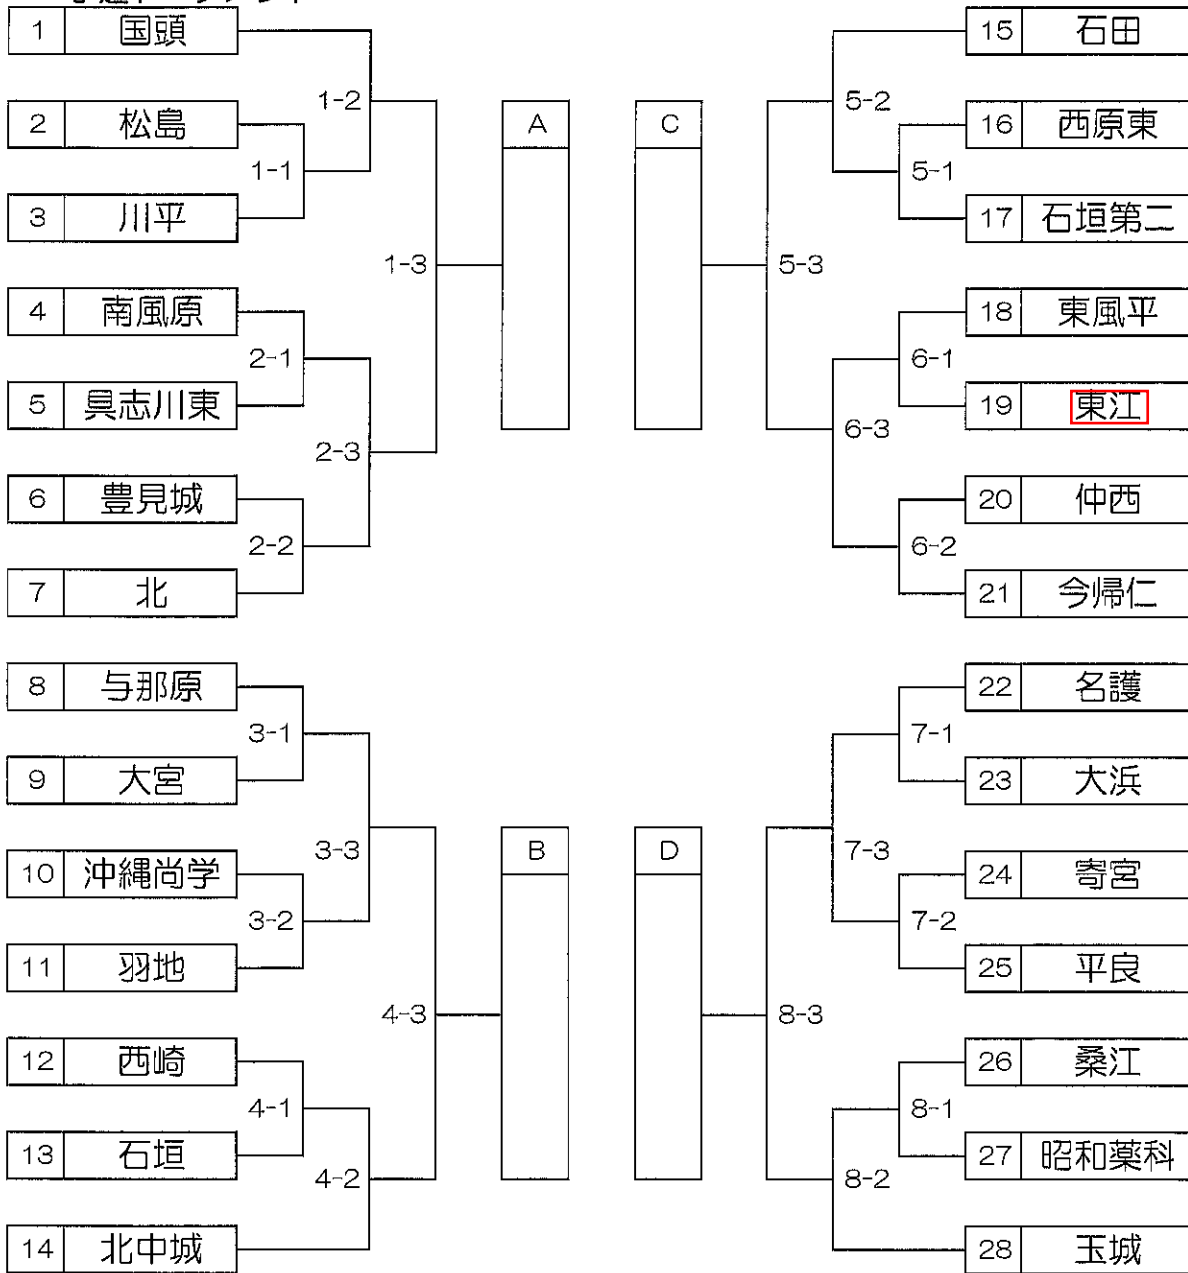 1 国頭
2 松島
3 川平
4 南風原
5 具志川東
6 豊見城
7 北
8 与那原
9 大宮
10 沖縄尚学
11 羽地
12 西崎
13 石垣
14 北中城
1-2
1-1
1-3
2-1
2-3
2-2
3-1
3-3
3-2
4-3
4-1
4-2
A
B
C
D
5-2
5-1
5-3
6-1
6-3
6-2
7-1
7-3
7-2
8-3
8-1
8-2
15 石田
16 西原東
17 石垣第二
18 東風平
19 東江
20 仲西
21 今帰仁
22 名護
23 大浜
24 寄宮
25 平良
26 桑江
27 昭和薬科
28 玉城